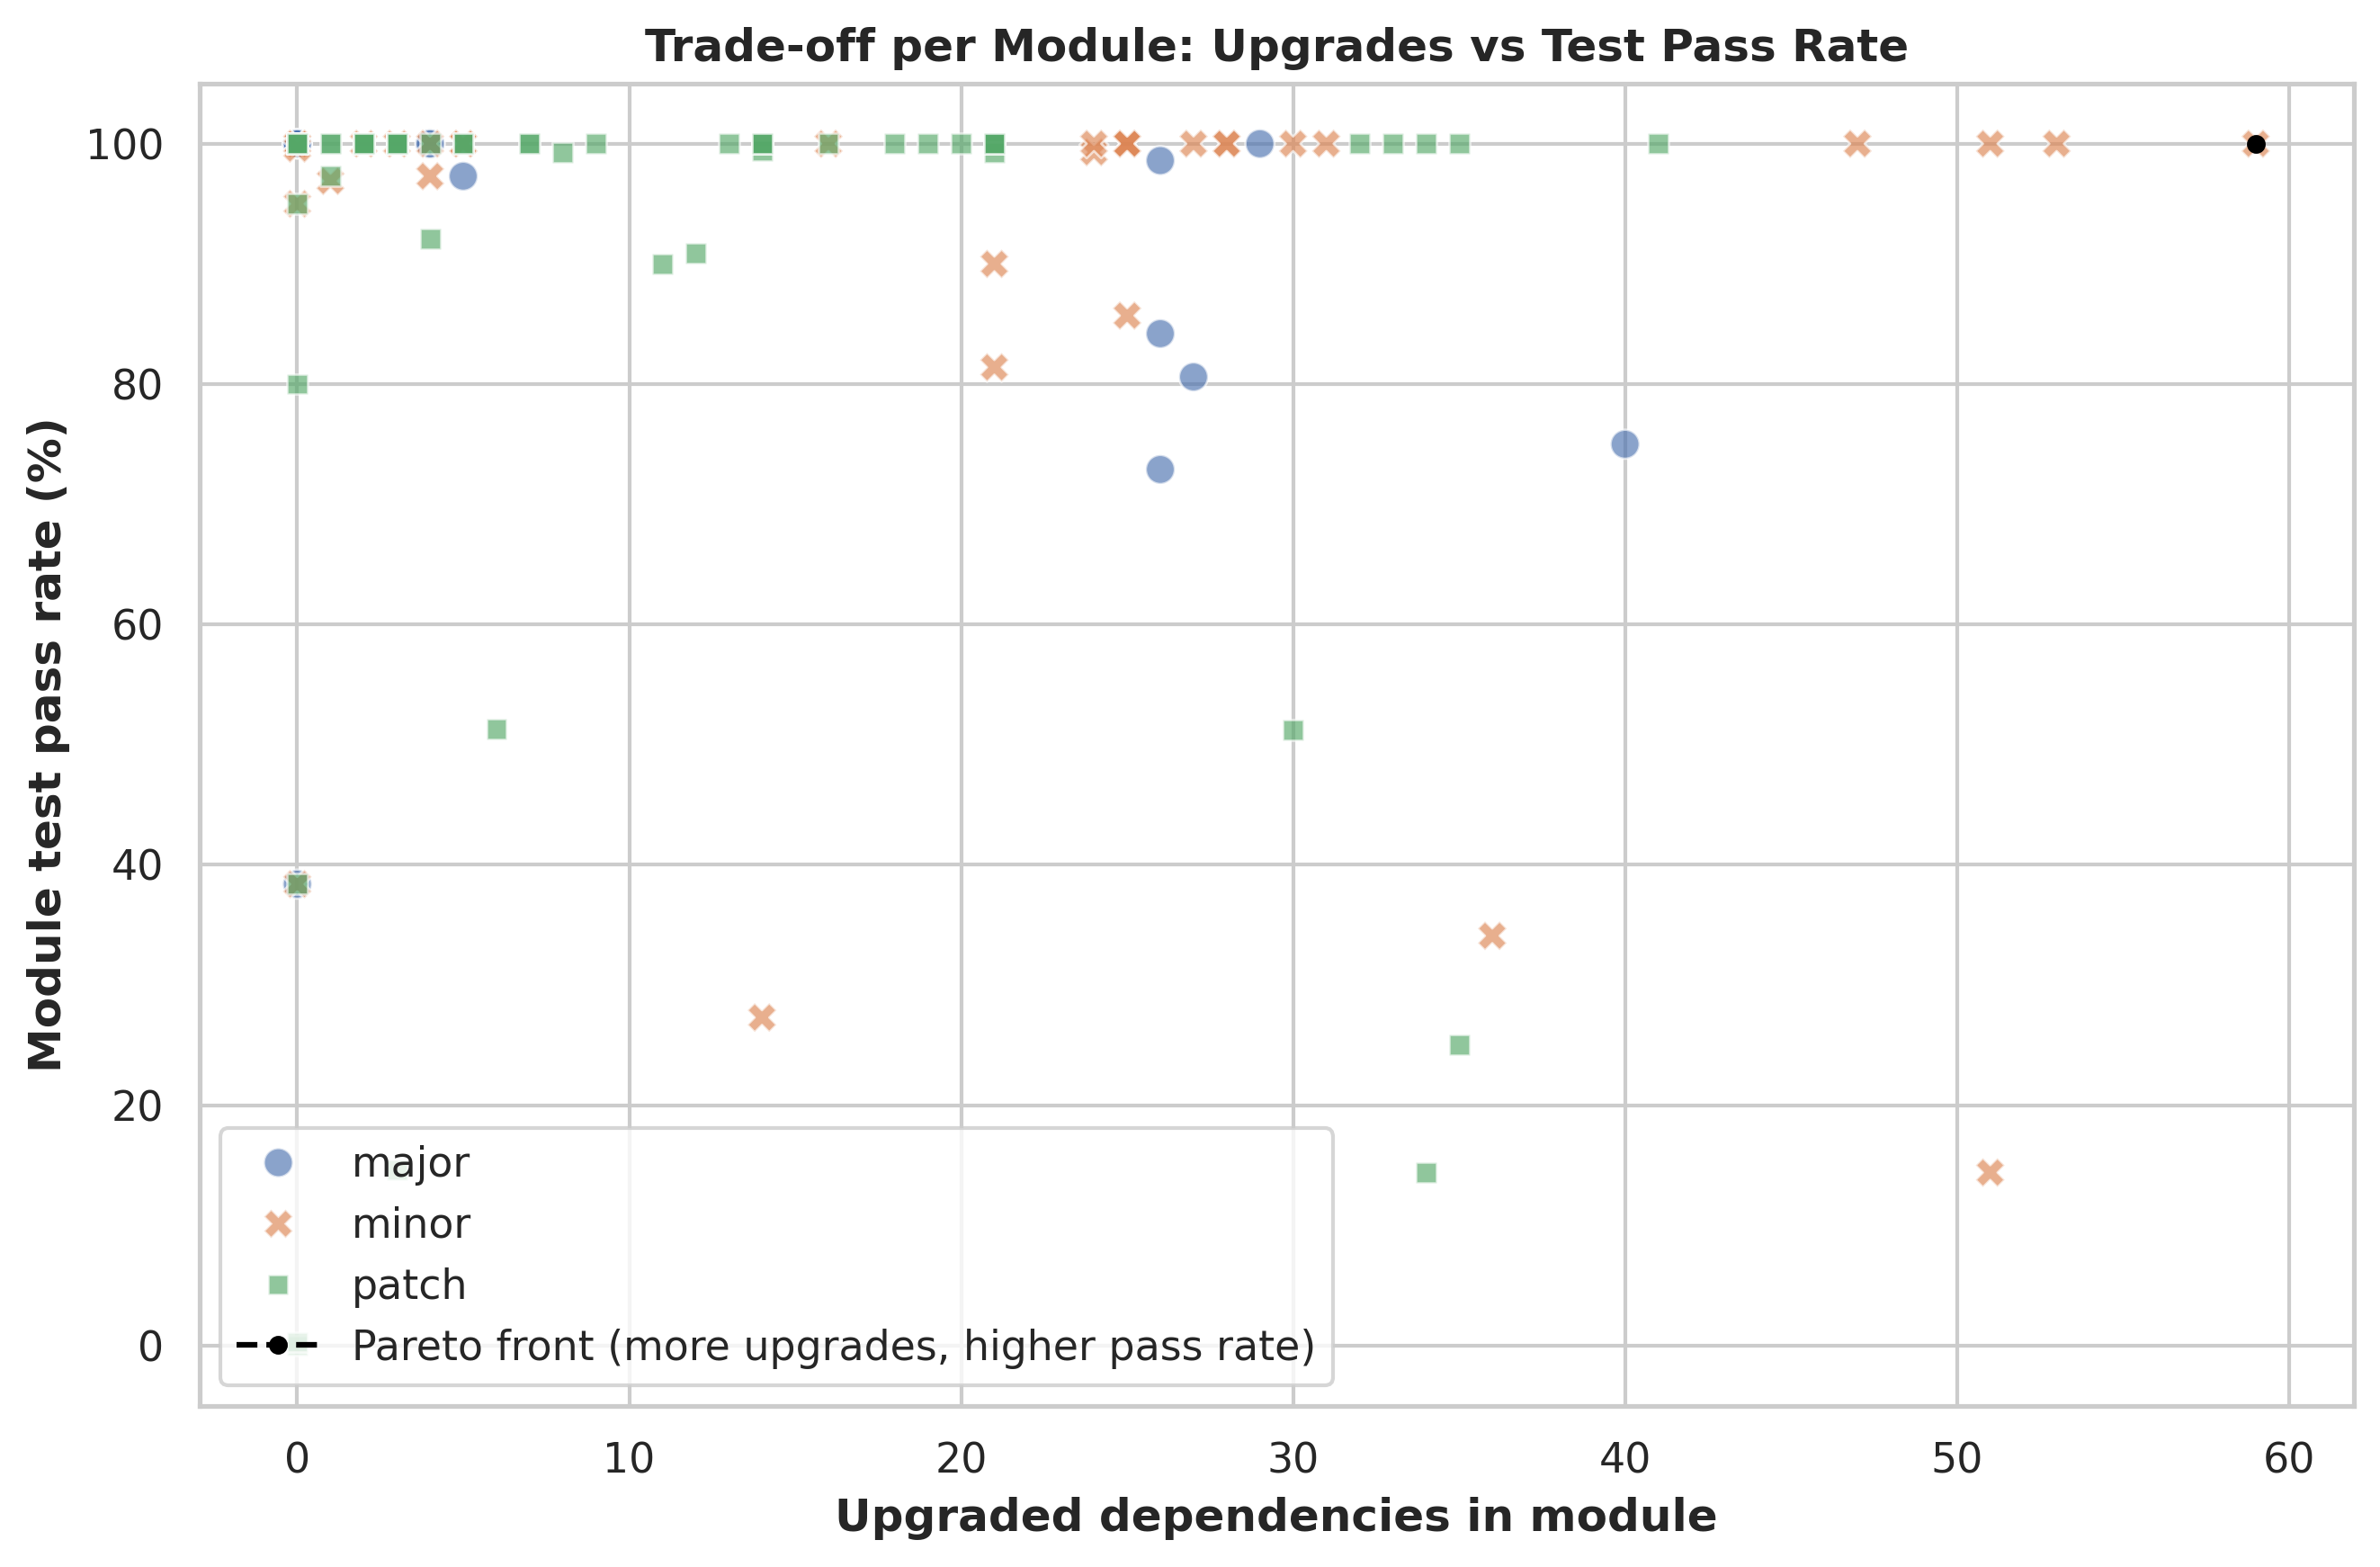 Trade-off per Module: Upgrades vs Test Pass Rate
Module test pass rate (%)
100
80
60
40
20
0
major
minor
patch
Pareto front (more upgrades, higher pass rate)
0 10 20 30 40 50 60
Upgraded dependencies in module